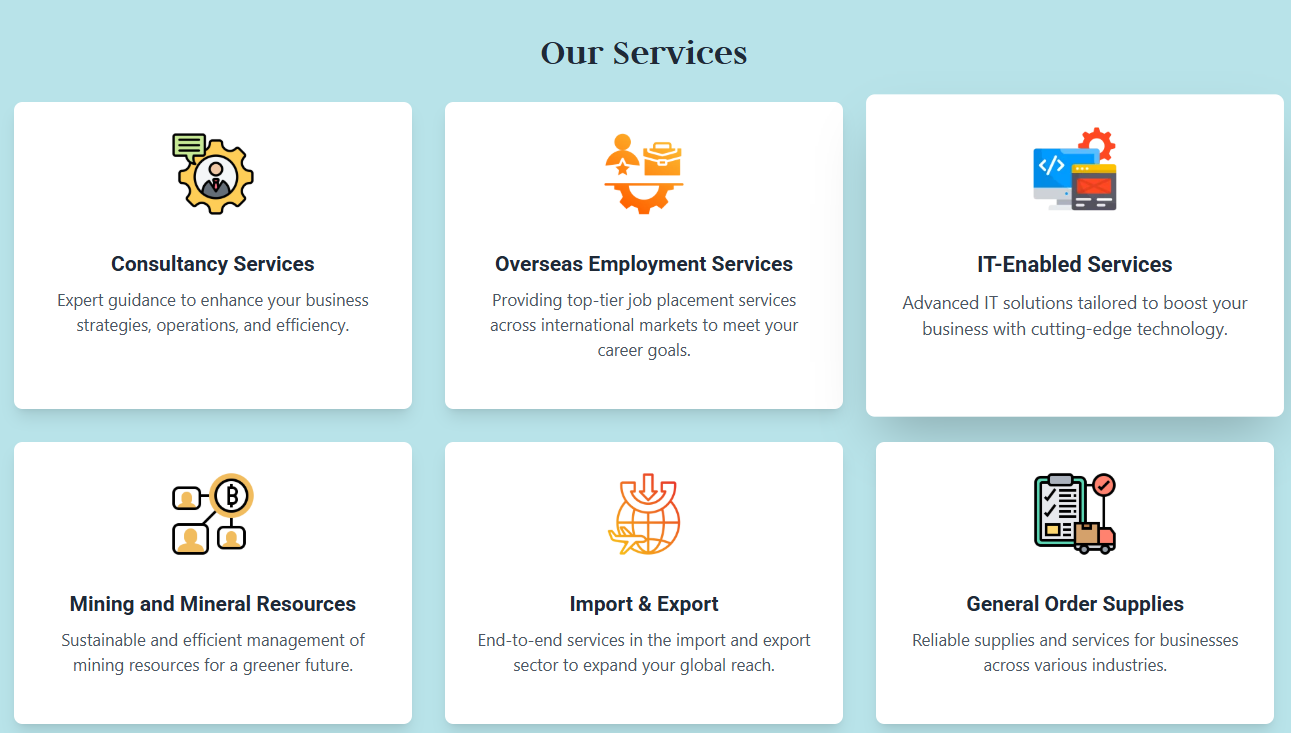 Our Services
Consultancy Services
Expert guidance to enhance your business
strategies, operations, and efficiency.
Overseas Employment Services
Providing top-tier job placement services
across international markets to meet your
career goals.
</>
IT-Enabled Services
Advanced IT solutions tailored to boost your
business with cutting-edge technology.
Mining and Mineral Resources
Sustainable and efficient management of
mining resources for a greener future.
Import & Export
End-to-end services in the import and export
sector to expand your global reach.
General Order Supplies
Reliable supplies and services for businesses
across various industries.